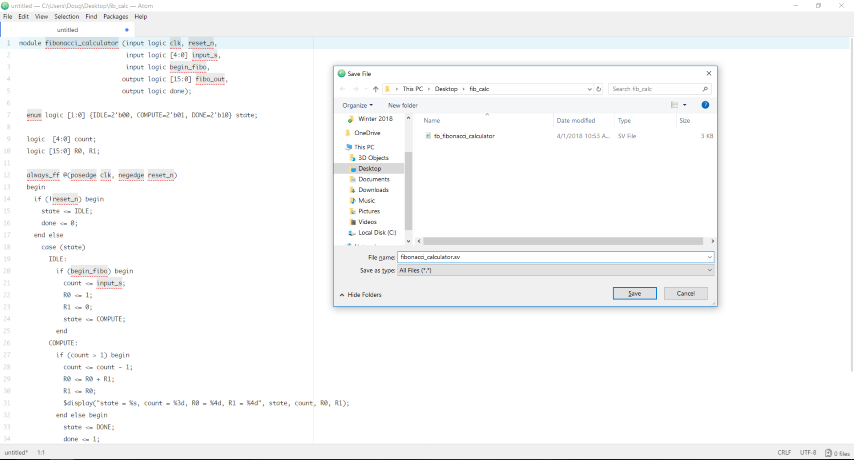 untitled — C:\Users\Doug\Desktop\fib_calc — Atom
File Edit View Selection Find Packages Help
untitled
1 module fibonacci_calculator (input logic clk, reset_n,
2 input logic [4:0] input_s,
3 input logic begin_fibo,
4 output logic [15:0] fibo_out,
5 output logic done);
6
7 enum logic [1:0] {IDLE=2'b00, COMPUTE=2'b01, DONE=2'b10} state;
8
9 logic [4:0] count;
10 logic [15:0] R0, R1;
11
12 always_ff @(posedge clk, negedge reset_n)
13 begin
14 if (!reset_n) begin
15 state <= IDLE;
16 done <= 0;
17 end else
18 case (state)
19 IDLE:
20 if (begin_fibo) begin
21 count <= input_s;
22 R0 <= 1;
23 R1 <= 0;
24 state <= COMPUTE;
25 end
26 COMPUTE:
27 if (count > 1) begin
28 count <= count - 1;
29 R0 <= R0 + R1;
30 R1 <= R0;
31 $display("state = %s, count = %3d, R0 = %4d, R1 = %4d", state, count, R0, R1);
32 end else begin
33 state <= DONE;
34 done <= 1;
untitled* 1:1
CRLF UTF-8 0 files
Save File
This PC > Desktop > fib_calc
Search fib_calc
Organize New folder
Winter 2018
OneDrive
This PC
3D Objects
Desktop
Documents
Downloads
Music
Pictures
Videos
Local Disk (C:)
Name Date modified Type Size
tb_fibonacci_calculator 4/1/2018 10:53 A... SV File 3 KB
File name: fibonacci_calculator.sv
Save as type: All Files (*.*)
Hide Folders
Save Cancel